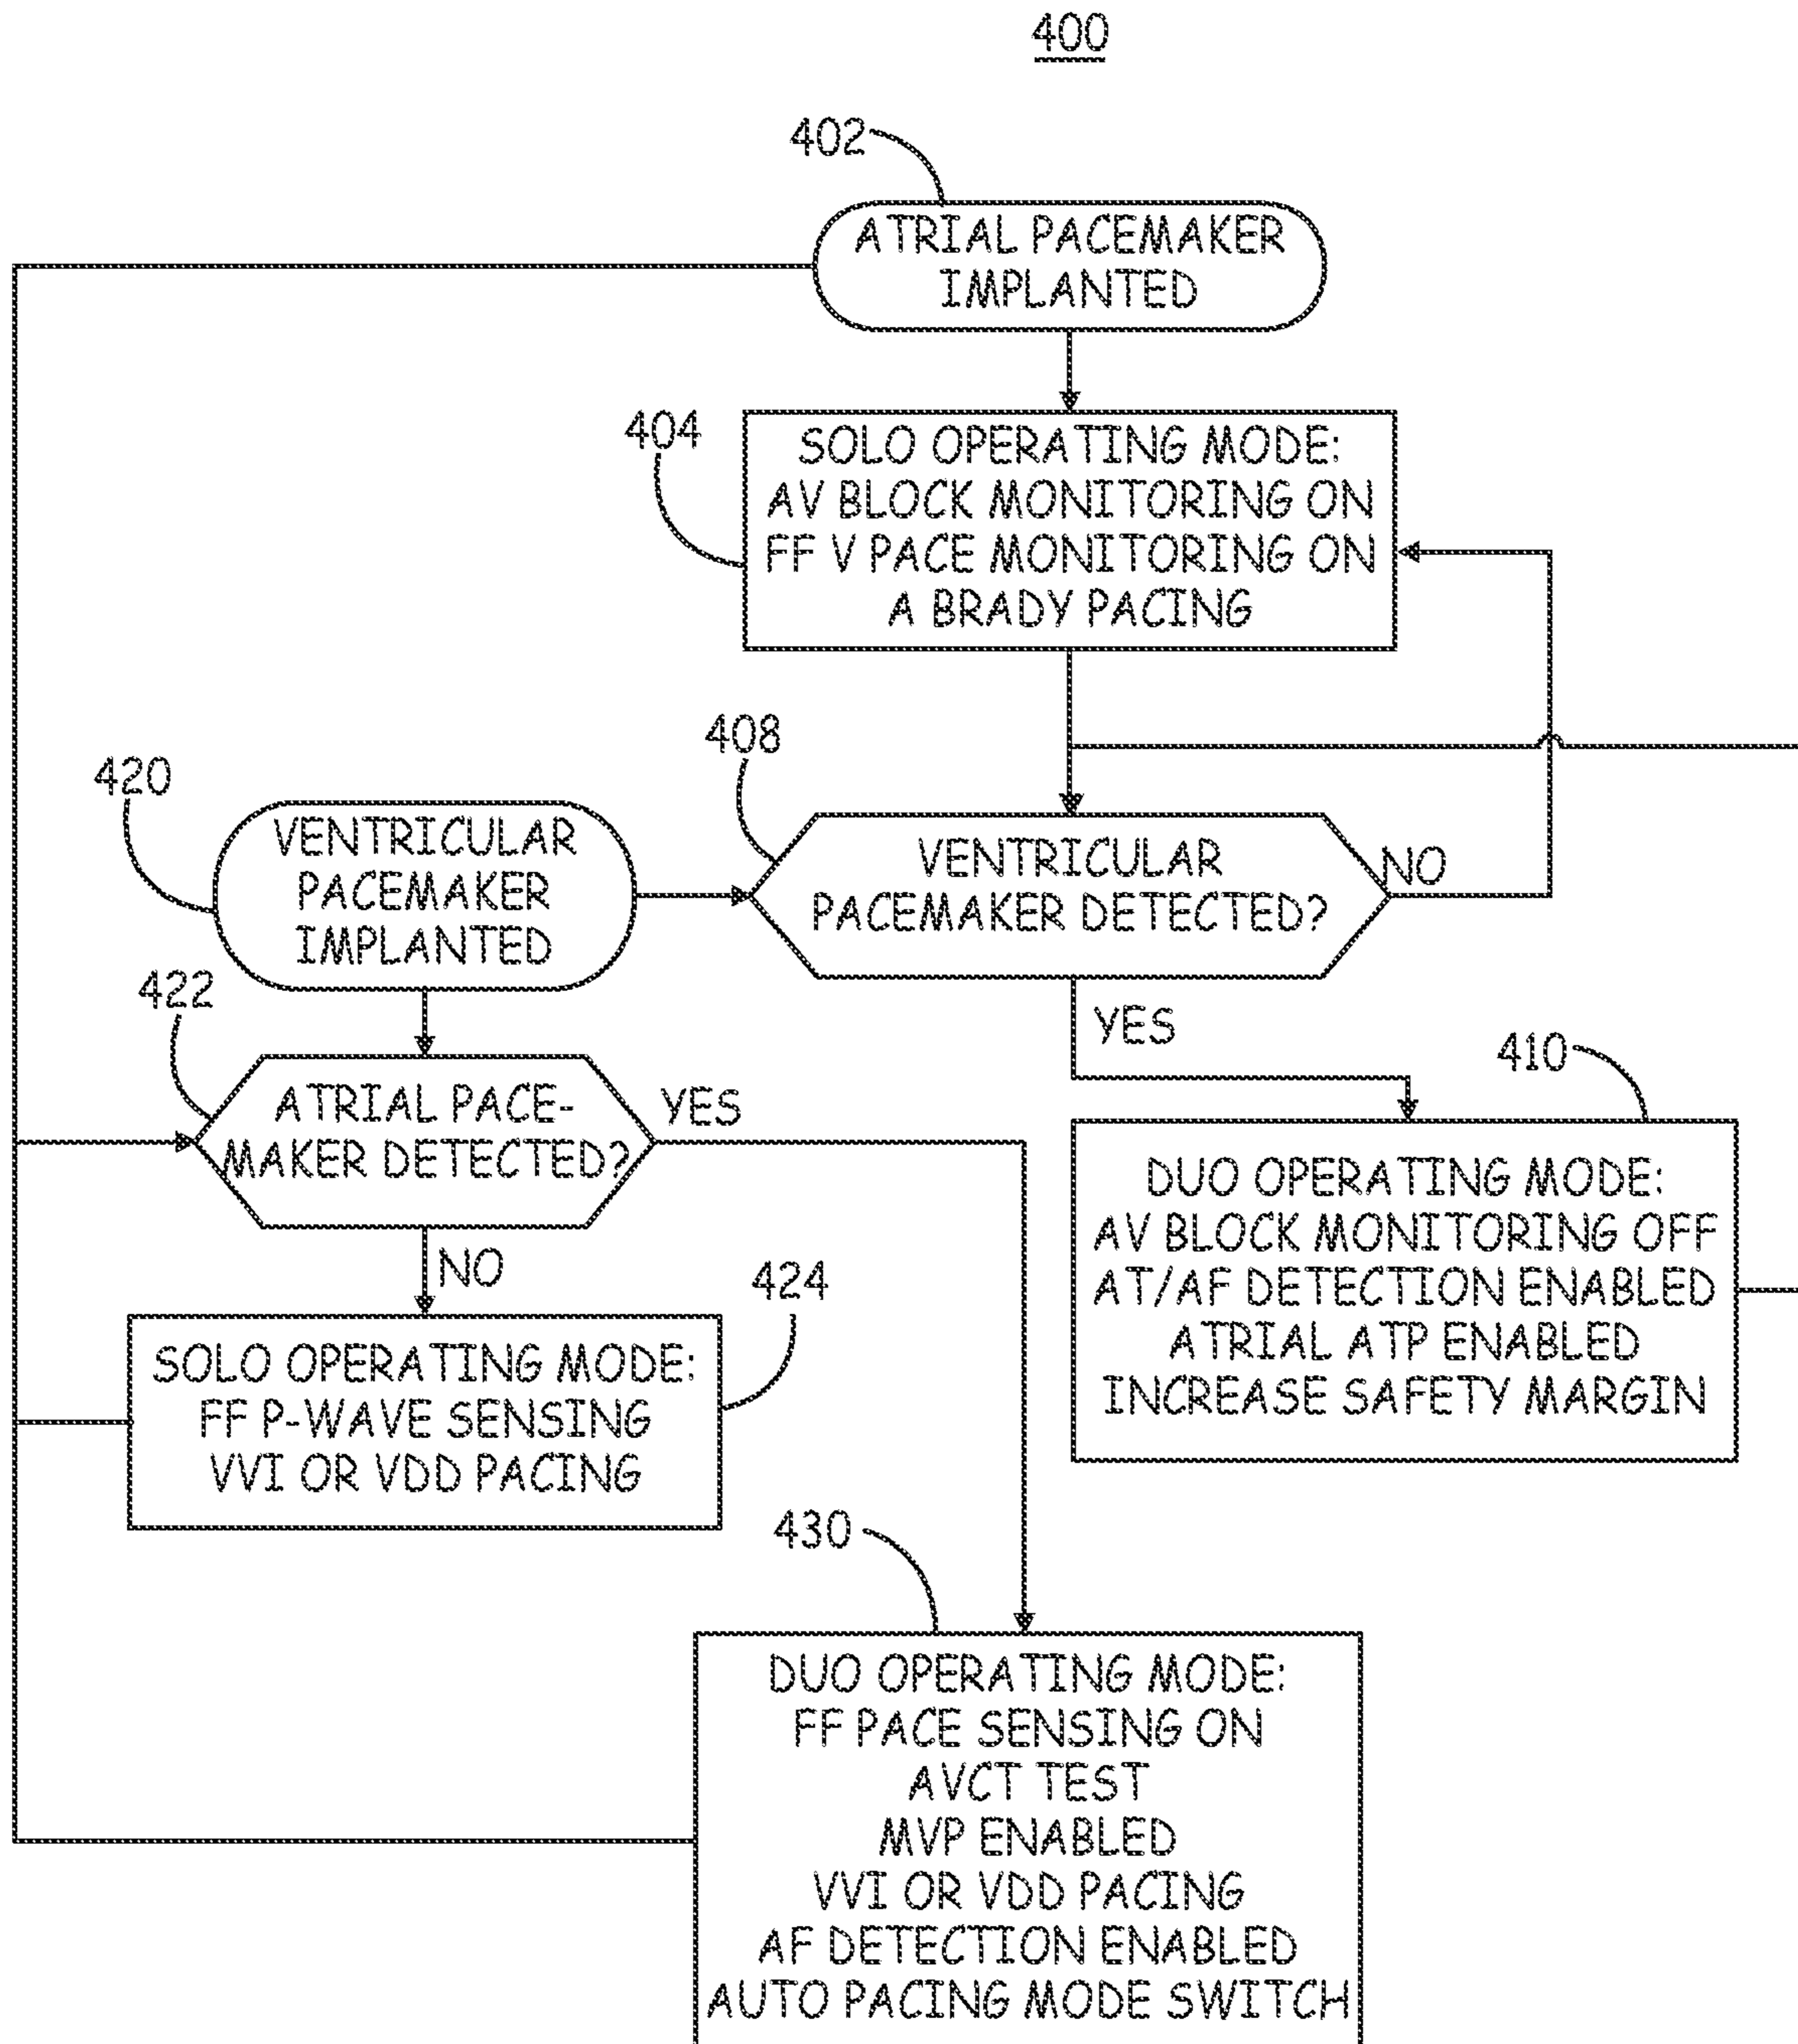 400
402
ATRIAL PACEMAKER
IMPLANTED
404
SOLO OPERATING MODE:
AV BLOCK MONITORING ON
FF V PACE MONITORING ON
A BRADY PACING
408
420
VENTRICULAR
PACEMAKER
IMPLANTED
VENTRICULAR
PACEMAKER DETECTED?
NO
422
YES
410
ATRIAL PACE-
MAKER DETECTED?
YES
DUO OPERATING MODE:
AV BLOCK MONITORING OFF
AT/AF DETECTION ENABLED
ATRIAL ATP ENABLED
INCREASE SAFETY MARGIN
NO
424
SOLO OPERATING MODE:
FF P-WAVE SENSING
VVI OR VDD PACING
430
DUO OPERATING MODE:
FF PACE SENSING ON
AVCT TEST
MVP ENABLED
VVI OR VDD PACING
AF DETECTION ENABLED
AUTO PACING MODE SWITCH